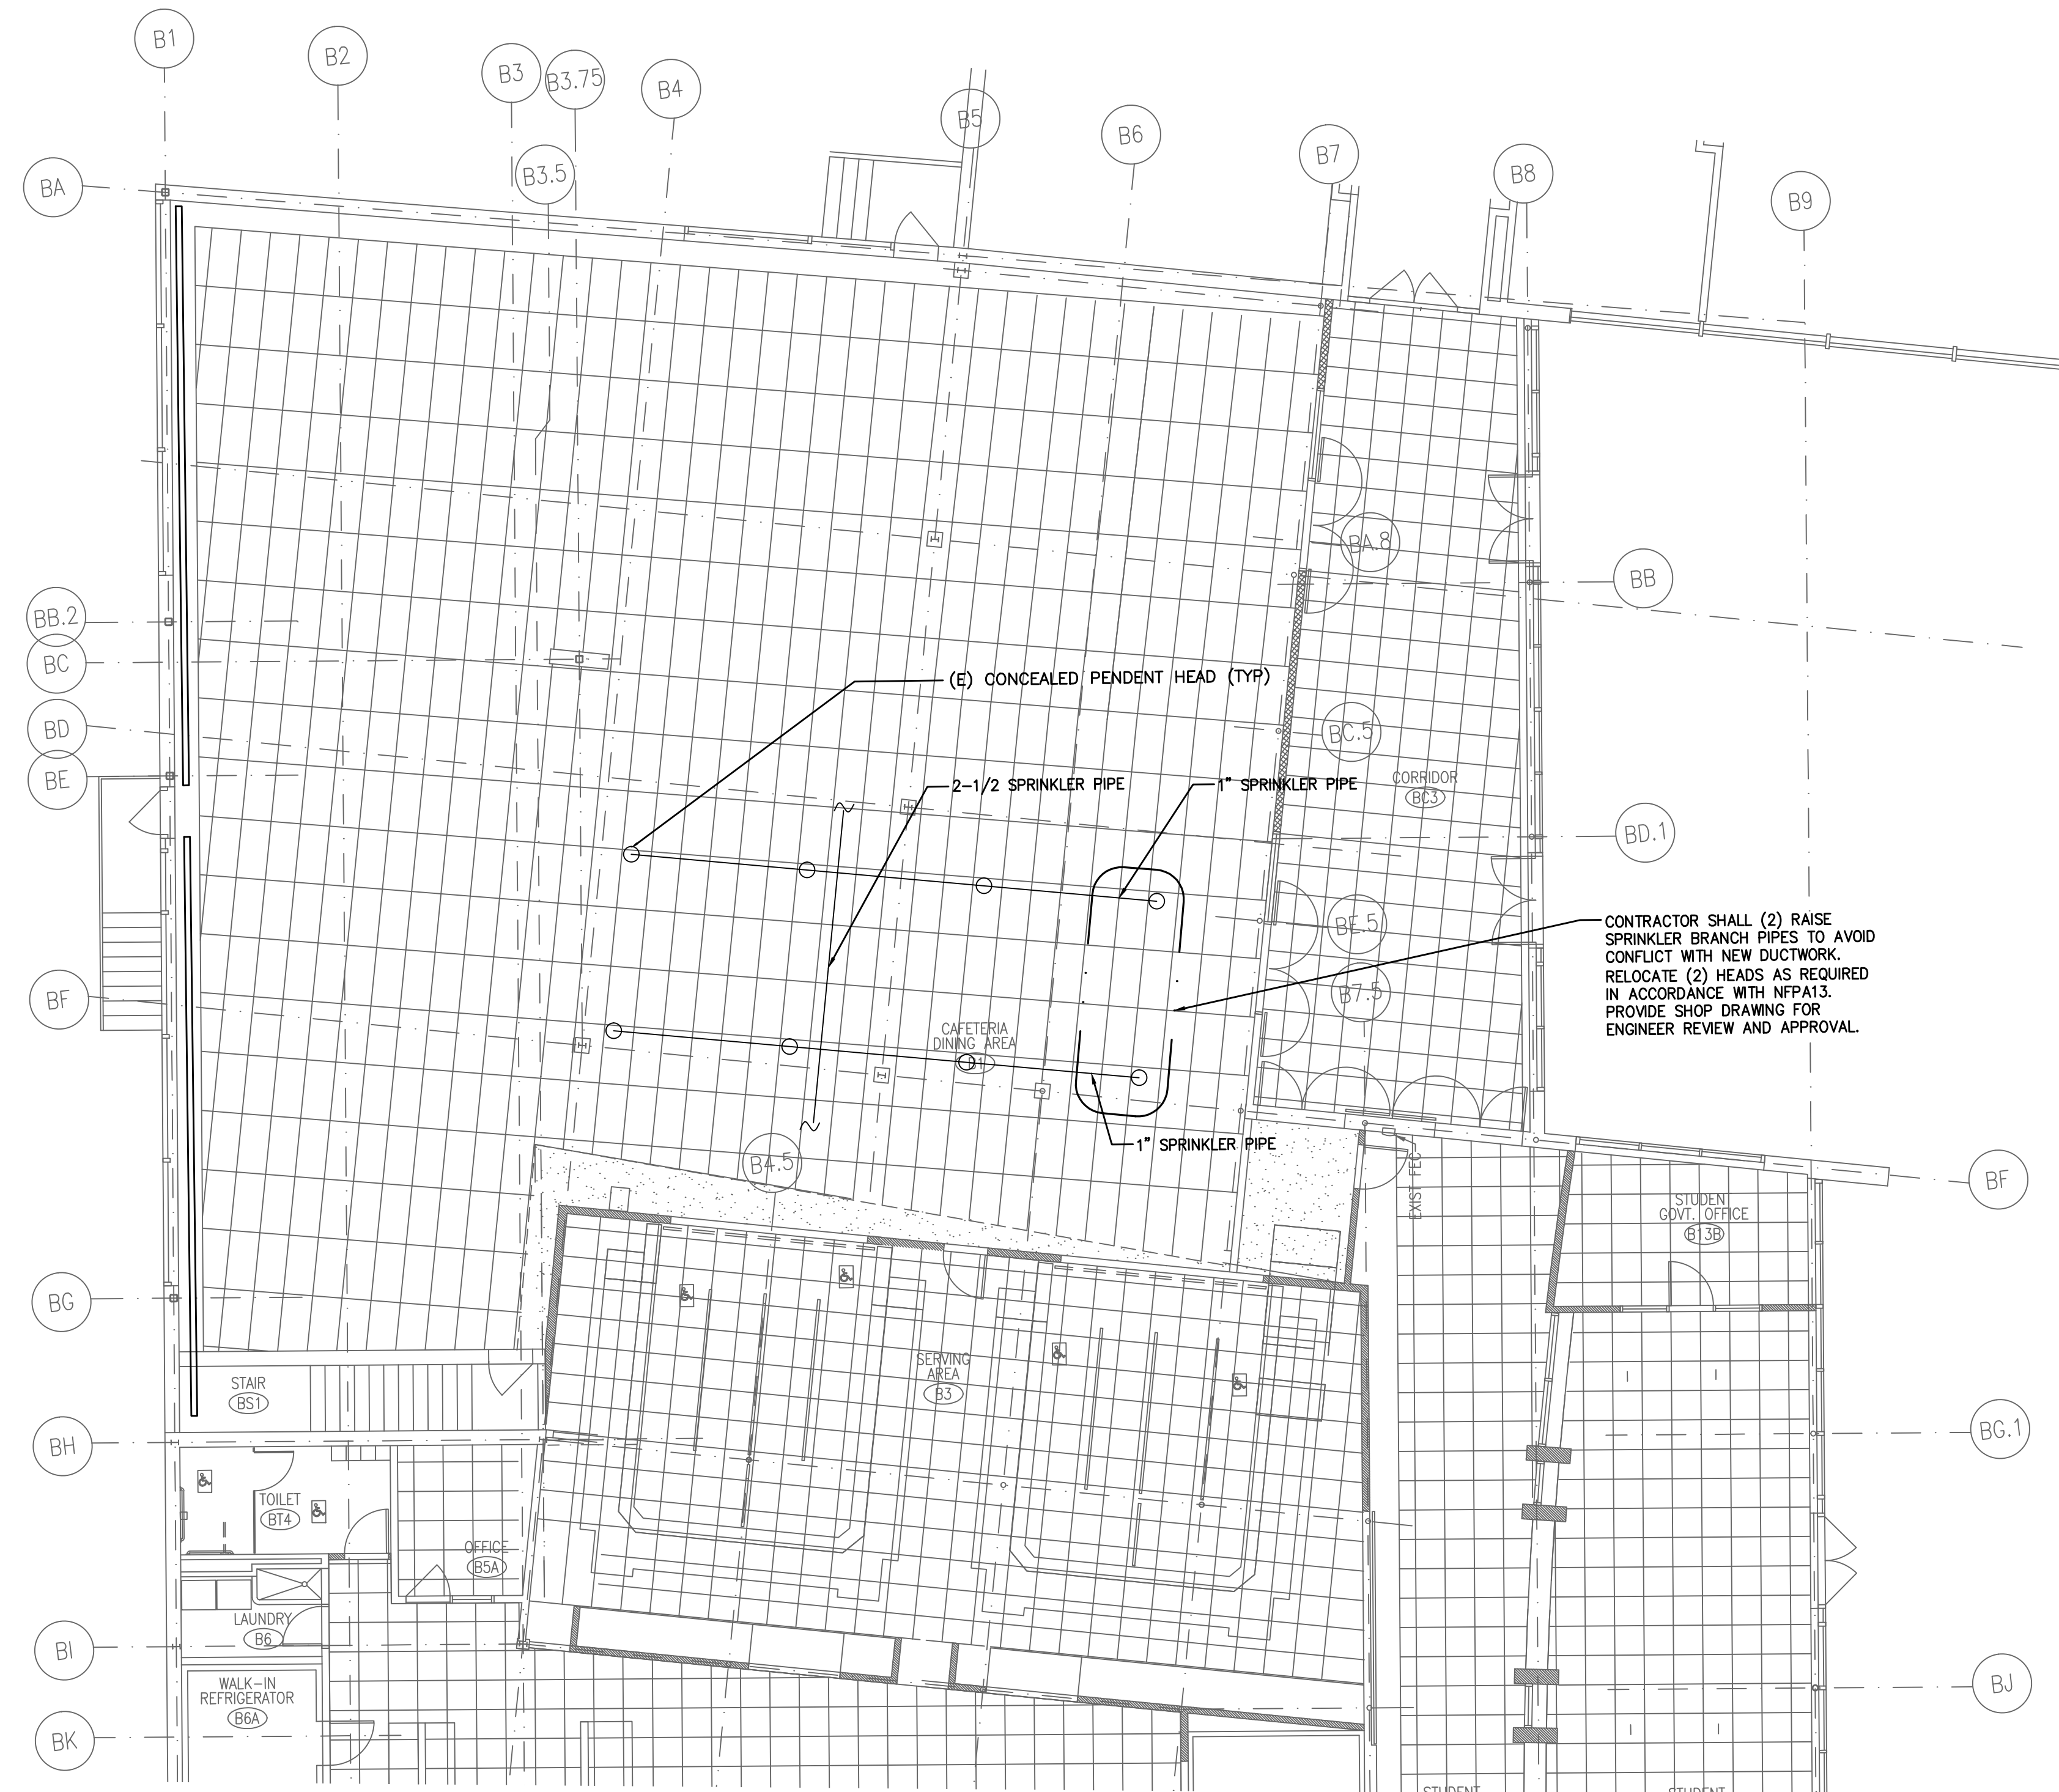 B1
B2
B3
B3.75
B4
B5
B6
B7
B8
B9
B3.5
BA
BA.8
BB
BB.2
BC
(E) CONCEALED PENDENT HEAD (TYP)
BD
BC.5
BE
2-1/2 SPRINKLER PIPE
1" SPRINKLER PIPE
CORRIDOR
BC3
BD.1
BE.5
CONTRACTOR SHALL (2) RAISE
SPRINKLER BRANCH PIPES TO AVOID
CONFLICT WITH NEW DUCTWORK.
RELOCATE (2) HEADS AS REQUIRED
IN ACCORDANCE WITH NFPA13.
PROVIDE SHOP DRAWING FOR
ENGINEER REVIEW AND APPROVAL.
BF
B7.5
CAFETERIA
DINING AREA
B1
1" SPRINKLER PIPE
B4.5
EXIST FEC
BF
STUDEN
GOVT. OFFICE
B13B
BG
SERVING
AREA
B3
STAIR
BS1
BH
BG.1
TOILET
BT4
OFFICE
B5A
LAUNDRY
B6
BI
WALK-IN
REFRIGERATOR
B6A
BJ
BK
STUDENT
STUDENT